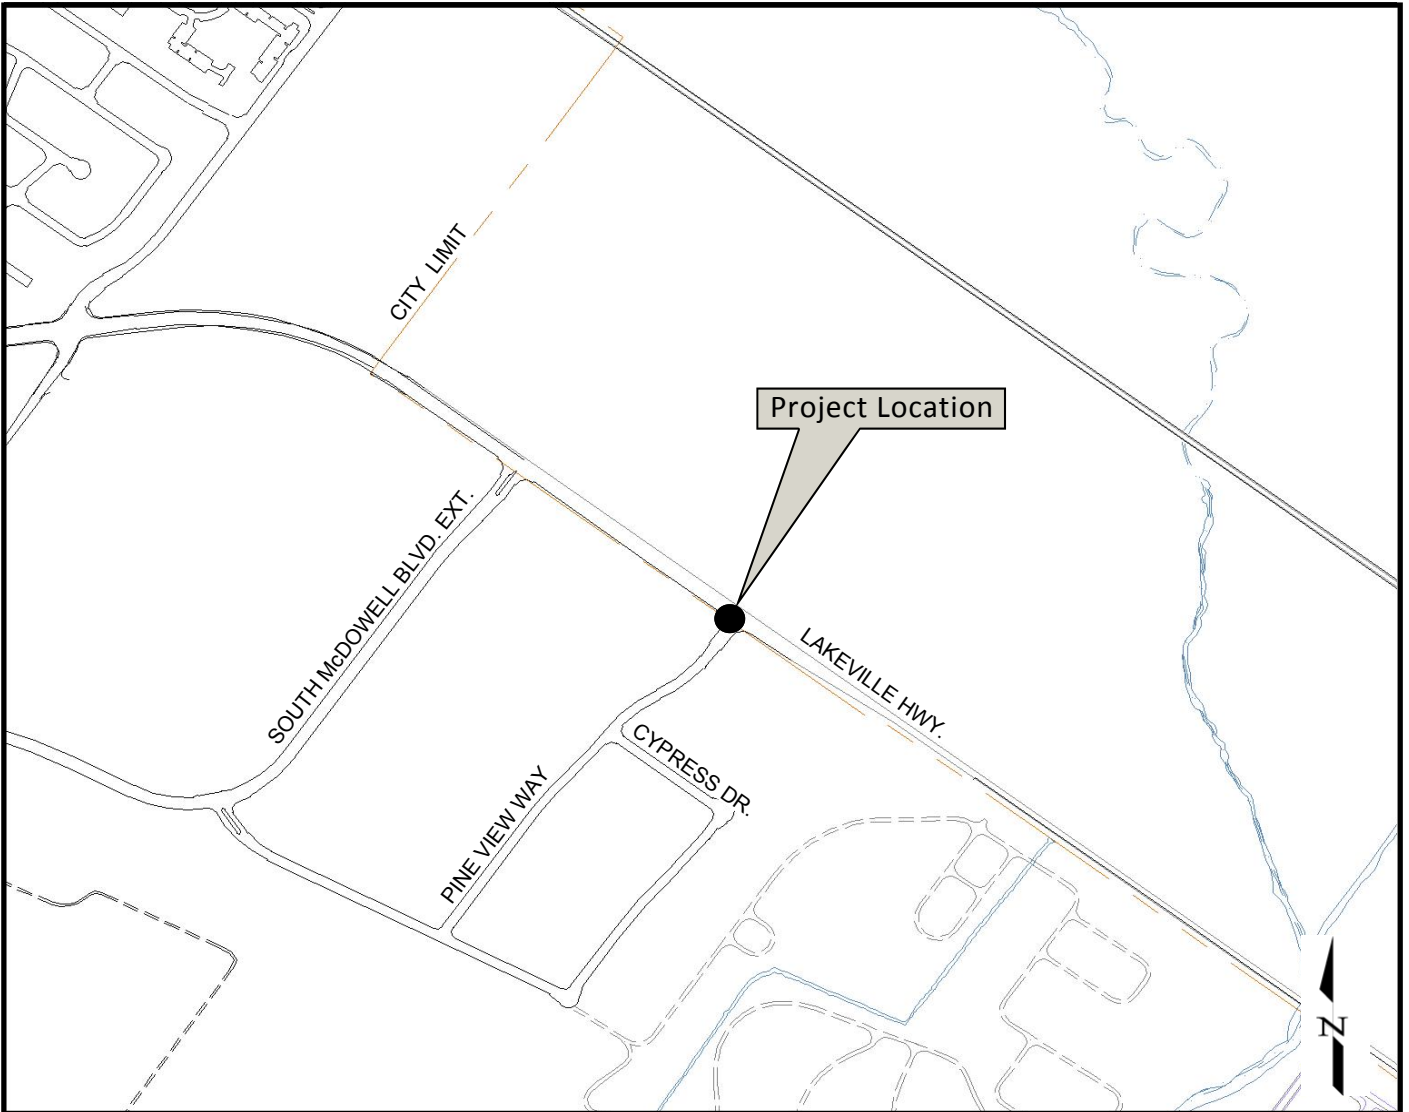 CITY LIMIT
Project Location
SOUTH McDOWELL BLVD. EXT.
LAKEVILLE HWY.
CYPRESS DR.
PINE VIEW WAY
N